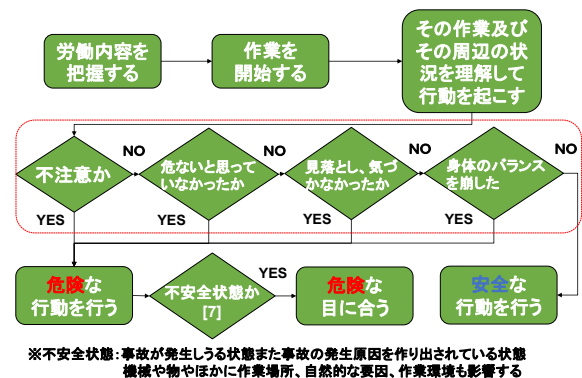 労働内容を
把握する
作業を
開始する
その作業及び
その周辺の状
況を理解して
行動を起こす
不注意か
NO
危ないと思って
いなかったか
NO
見落とし、気づ
かなかったか
NO
身体のバランス
を崩した
NO
YES
YES
YES
YES
危険な
行動を行う
不安全状態か
[7]
YES
危険な
目に合う
安全な
行動を行う
※不安全状態：事故が発生しうる状態また事故の発生原因を作り出されている状態
機械や物やほかに作業場所、自然的な要因、作業環境も影響する